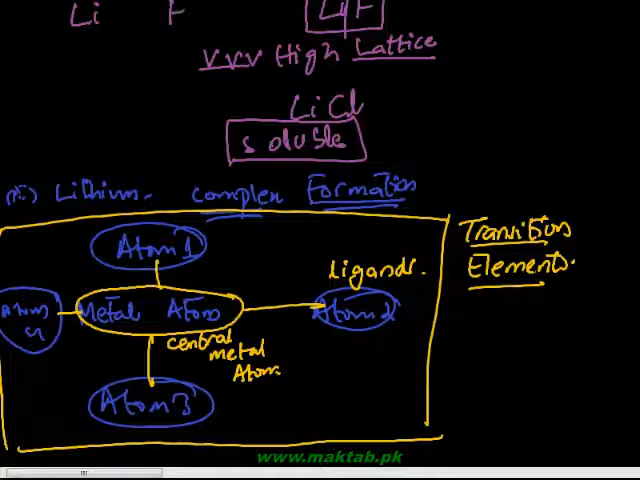 Li F LiF
vvv High Lattice
LiCl
soluble
Lithium. complex Formation
Transition
Elements.
Atom 1
ligands.
Metal Atom
Atom 2
central
metal
Atom.
Atom 3
www.maktab.pk